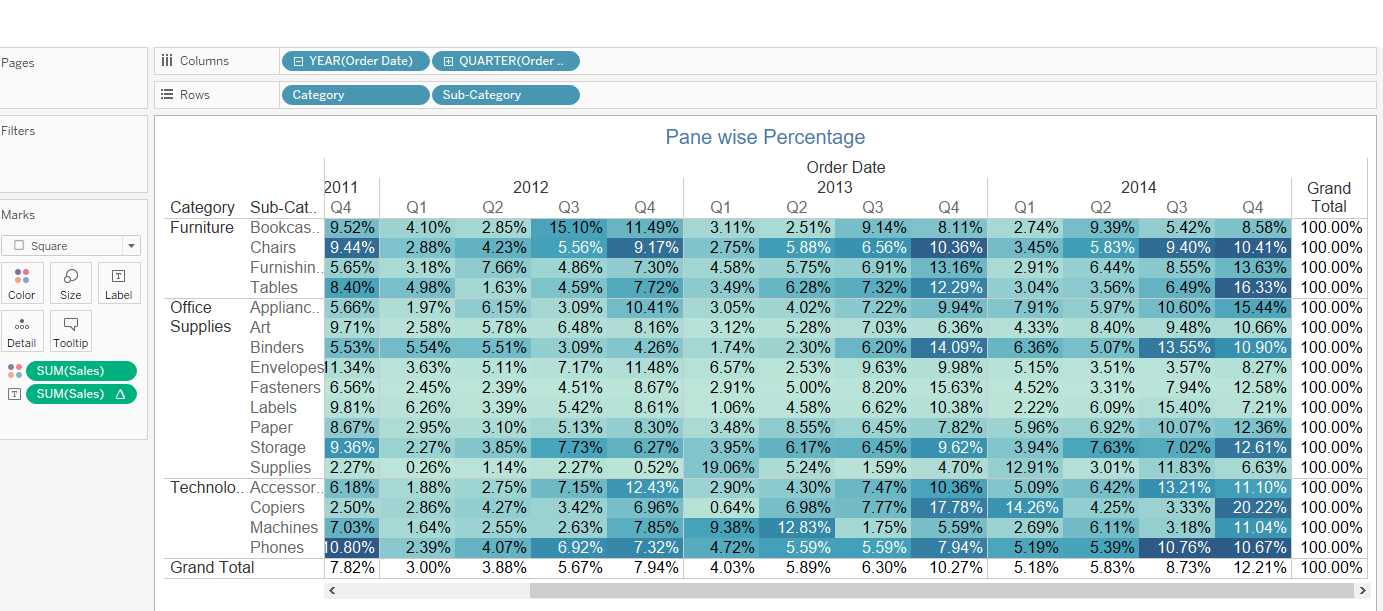 Pages
Columns YEAR(Order Date) QUARTER(Order ..
Rows Category Sub-Category
Filters
Marks
Square
Color Size Label
Detail Tooltip
SUM(Sales)
SUM(Sales) Δ
Pane wise Percentage
Order Date
2011 2012 2013 2014 Grand Total
Category Sub-Cat.. Q4 Q1 Q2 Q3 Q4 Q1 Q2 Q3 Q4 Q1 Q2 Q3 Q4
Furniture Bookcas.. 9.52% 4.10% 2.85% 15.10% 11.49% 3.11% 2.51% 9.14% 8.11% 2.74% 9.39% 5.42% 8.58% 100.00%
Chairs 9.44% 2.88% 4.23% 5.56% 9.17% 2.75% 5.88% 6.56% 10.36% 3.45% 5.83% 9.40% 10.41% 100.00%
Furnishin.. 5.65% 3.18% 7.66% 4.86% 7.30% 4.58% 5.75% 6.91% 13.16% 2.91% 6.44% 8.55% 13.63% 100.00%
Tables 8.40% 4.98% 1.63% 4.59% 7.72% 3.49% 6.28% 7.32% 12.29% 3.04% 3.56% 6.49% 16.33% 100.00%
Office Supplies Applianc.. 5.66% 1.97% 6.15% 3.09% 10.41% 3.05% 4.02% 7.22% 9.94% 7.91% 5.97% 10.60% 15.44% 100.00%
Art 9.71% 2.58% 5.78% 6.48% 8.16% 3.12% 5.28% 7.03% 6.36% 4.33% 8.40% 9.48% 10.66% 100.00%
Binders 5.53% 5.54% 5.51% 3.09% 4.26% 1.74% 2.30% 6.20% 14.09% 6.36% 5.07% 13.55% 10.90% 100.00%
Envelopes 11.34% 3.63% 5.11% 7.17% 11.48% 6.57% 2.53% 9.63% 9.98% 5.15% 3.51% 3.57% 8.27% 100.00%
Fasteners 6.56% 2.45% 2.39% 4.51% 8.67% 2.91% 5.00% 8.20% 15.63% 4.52% 3.31% 7.94% 12.58% 100.00%
Labels 9.81% 6.26% 3.39% 5.42% 8.61% 1.06% 4.58% 6.62% 10.38% 2.22% 6.09% 15.40% 7.21% 100.00%
Paper 8.67% 2.95% 3.10% 5.13% 8.30% 3.48% 8.55% 6.45% 7.82% 5.96% 6.92% 10.07% 12.36% 100.00%
Storage 9.36% 2.27% 3.85% 7.73% 6.27% 3.95% 6.17% 6.45% 9.62% 3.94% 7.63% 7.02% 12.61% 100.00%
Supplies 2.27% 0.26% 1.14% 2.27% 0.52% 19.06% 5.24% 1.59% 4.70% 12.91% 3.01% 11.83% 6.63% 100.00%
Technolo.. Accessor.. 6.18% 1.88% 2.75% 7.15% 12.43% 2.90% 4.30% 7.47% 10.36% 5.09% 6.42% 13.21% 11.10% 100.00%
Copiers 2.50% 2.86% 4.27% 3.42% 6.96% 0.64% 6.98% 7.77% 17.78% 14.26% 4.25% 3.33% 20.22% 100.00%
Machines 7.03% 1.64% 2.55% 2.63% 7.85% 9.38% 12.83% 1.75% 5.59% 2.69% 6.11% 3.18% 11.04% 100.00%
Phones 10.80% 2.39% 4.07% 6.92% 7.32% 4.72% 5.59% 5.59% 7.94% 5.19% 5.39% 10.76% 10.67% 100.00%
Grand Total 7.82% 3.00% 3.88% 5.67% 7.94% 4.03% 5.89% 6.30% 10.27% 5.18% 5.83% 8.73% 12.21% 100.00%